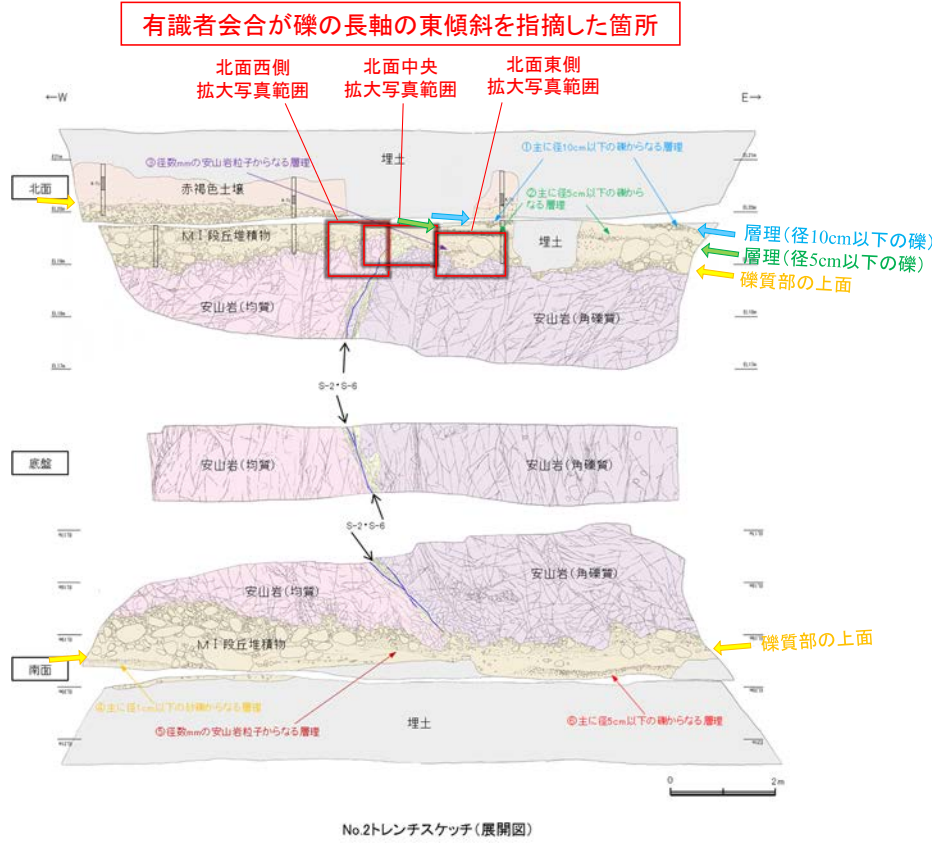 有識者会合が礫の長軸の東傾斜を指摘した箇所
北面西側
拡大写真範囲
北面中央
拡大写真範囲
北面東側
拡大写真範囲
←W
E→
埋土
③径数mmの安山岩粒子からなる層理
①主に径10cm以下の礫からなる層理
②主に径5cm以下の礫から
なる層理
北面
赤褐色土壌
EL21m
EL21m
EL20m
EL20m
MⅠ段丘堆積物
埋土
層理(径10cm以下の礫)
層理(径5cm以下の礫)
礫質部の上面
EL19m
EL19m
安山岩(均質)
安山岩(角礫質)
EL18m
EL18m
EL17m
EL17m
S-2・S-6
底盤
安山岩(均質)
安山岩(角礫質)
S-2・S-6
安山岩(均質)
安山岩(角礫質)
MⅠ段丘堆積物
礫質部の上面
南面
④主に径1cm以下の砂礫からなる層理
⑤径数mmの安山岩粒子からなる層理
⑥主に径5cm以下の礫からなる層理
埋土
0
2m
No.2トレンチスケッチ(展開図)